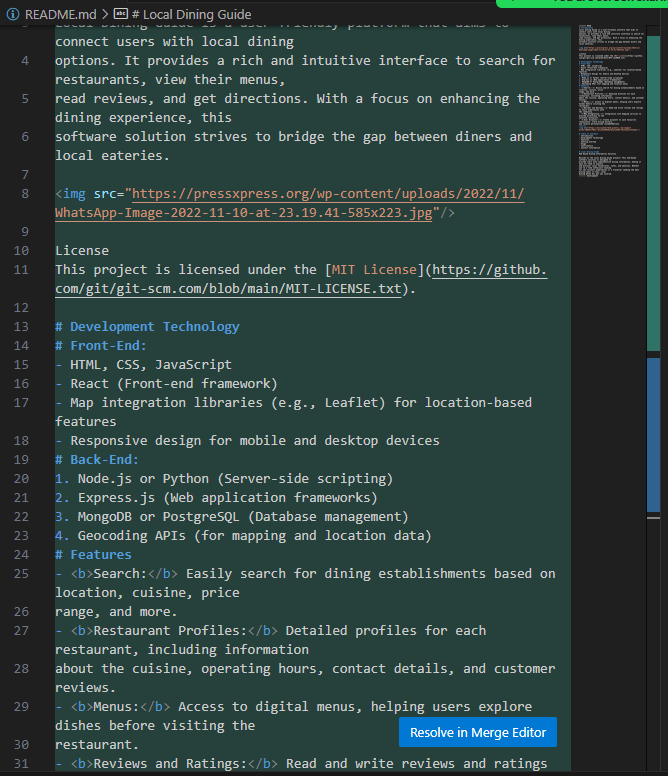 README.md > # Local Dining Guide
connect users with local dining
4 options. It provides a rich and intuitive interface to search for
restaurants, view their menus,
5 read reviews, and get directions. With a focus on enhancing the
dining experience, this
6 software solution strives to bridge the gap between diners and
local eateries.
7
8 <img src="https://pressxpress.org/wp-content/uploads/2022/11/
WhatsApp-Image-2022-11-10-at-23.19.41-585x223.jpg"/>
9
10 License
11 This project is licensed under the [MIT License](https://github.
com/git/git-scm.com/blob/main/MIT-LICENSE.txt).
12
13 # Development Technology
14 # Front-End:
15 - HTML, CSS, JavaScript
16 - React (Front-end framework)
17 - Map integration libraries (e.g., Leaflet) for location-based
features
18 - Responsive design for mobile and desktop devices
19 # Back-End:
20 1. Node.js or Python (Server-side scripting)
21 2. Express.js (Web application frameworks)
22 3. MongoDB or PostgreSQL (Database management)
23 4. Geocoding APIs (for mapping and location data)
24 # Features
25 - <b>Search:</b> Easily search for dining establishments based on
location, cuisine, price
26 range, and more.
27 - <b>Restaurant Profiles:</b> Detailed profiles for each
restaurant, including information
28 about the cuisine, operating hours, contact details, and customer
reviews.
29 - <b>Menus:</b> Access to digital menus, helping users explore
dishes before visiting the
30 restaurant.
Resolve in Merge Editor
31 - <b>Reviews and Ratings:</b> Read and write reviews and ratings